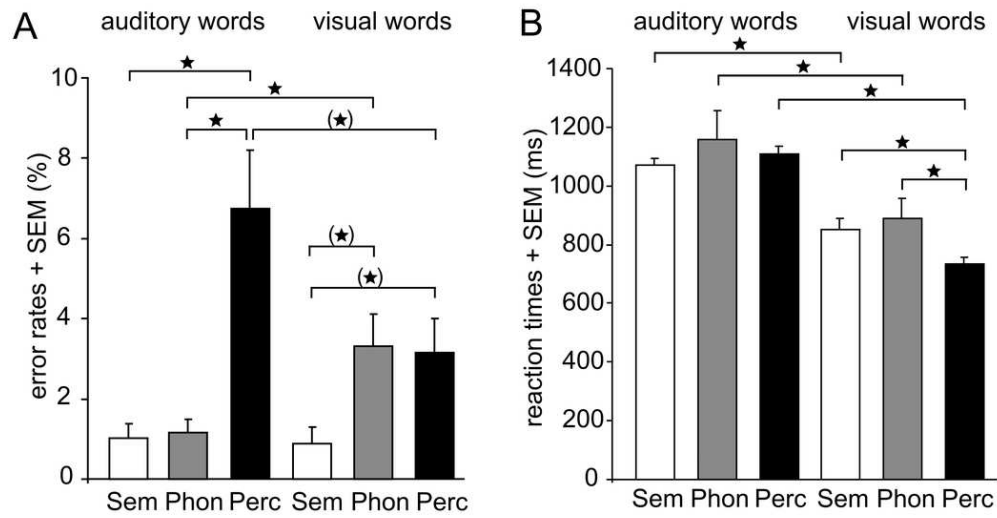 A
auditory words visual words
error rates + SEM (%)
10
8
6
4
2
0
(★)
(★)
(★)
Sem Phon Perc Sem Phon Perc
B
auditory words visual words
reaction times + SEM (ms)
1400
1200
1000
800
600
400
200
0
Sem Phon Perc Sem Phon Perc